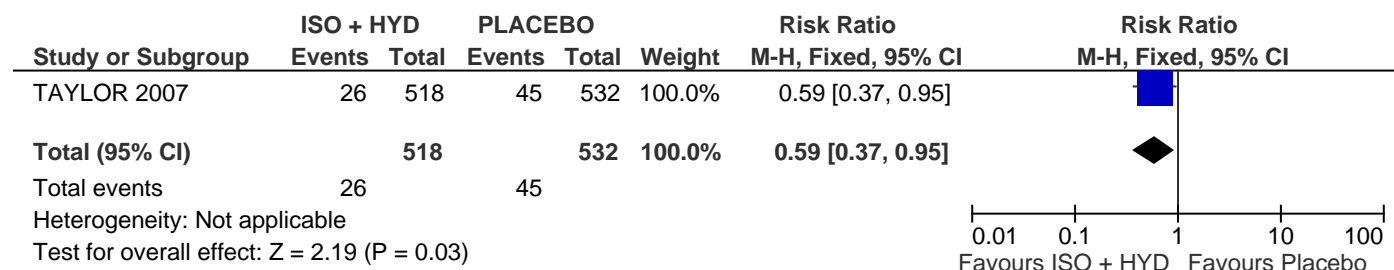 ISO + HYD PLACEBO Risk Ratio Risk Ratio
Study or Subgroup Events Total Events Total Weight M-H, Fixed, 95% CI M-H, Fixed, 95% CI
TAYLOR 2007 26 518 45 532 100.0% 0.59 [0.37, 0.95]
Total (95% CI) 518 532 100.0% 0.59 [0.37, 0.95]
Total events 26 45
Heterogeneity: Not applicable
Test for overall effect: Z = 2.19 (P = 0.03)
0.01 0.1 1 10 100
Favours ISO + HYD Favours Placebo